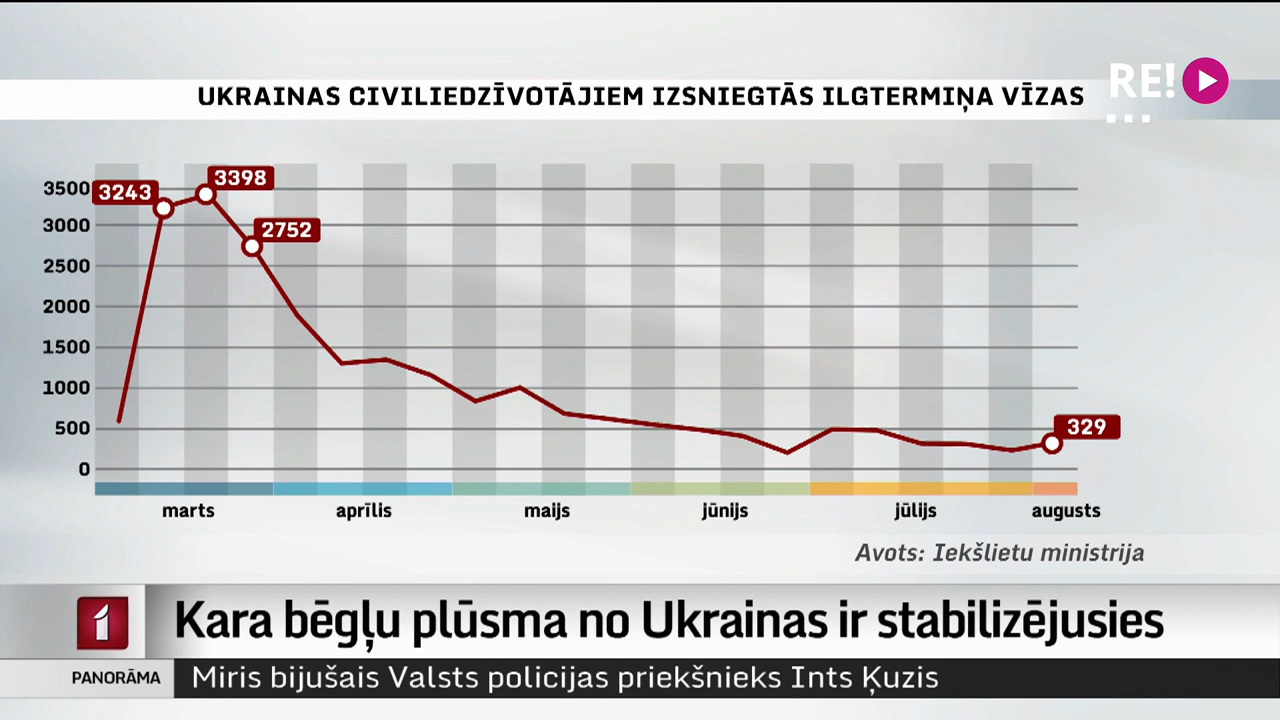 UKRAINAS CIVILIEDZĪVOTĀJIEM IZSNIEGTĀS ILGTERMIŅA VĪZAS
RE!
3500
3000
2500
2000
1500
1000
500
0
3243
3398
2752
329
marts
aprīlis
maijs
jūnijs
jūlijs
augusts
Avots: Iekšlietu ministrija
1
Kara bēgļu plūsma no Ukrainas ir stabilizējusies
PANORĀMA
Miris bijušais Valsts policijas priekšnieks Ints Ķuzis